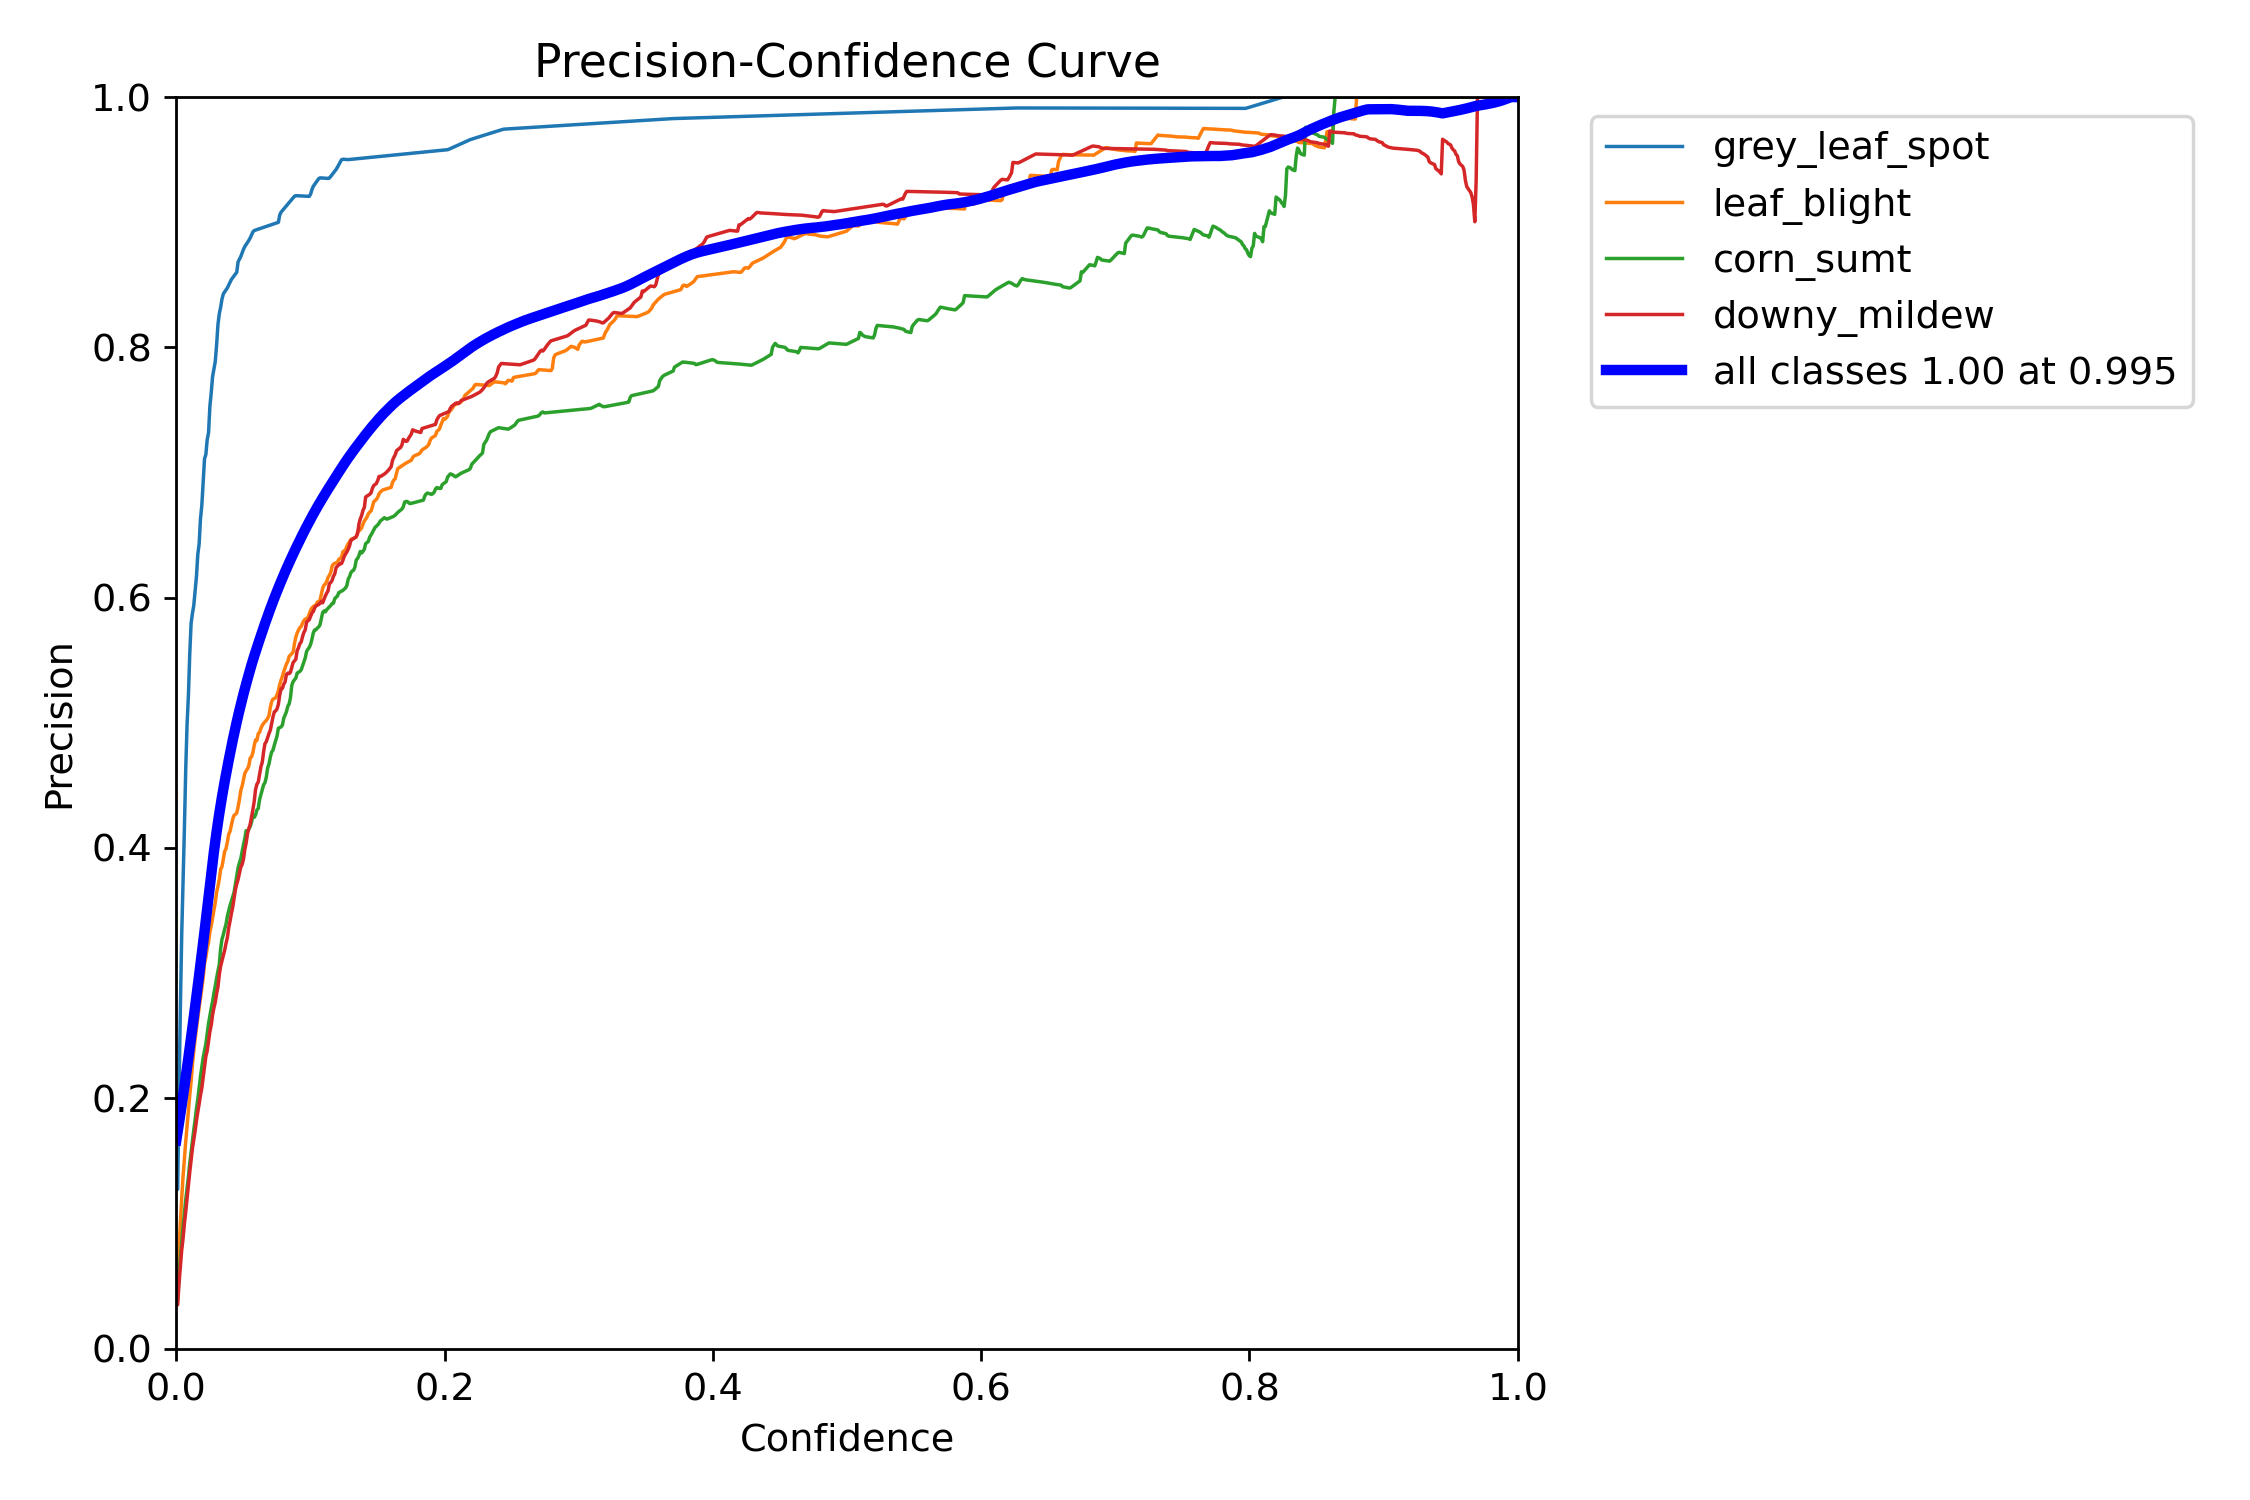 Precision-Confidence Curve
1.0
0.8
0.6
0.4
0.2
0.0
Precision
0.0 0.2 0.4 0.6 0.8 1.0
Confidence
grey_leaf_spot
leaf_blight
corn_sumt
downy_mildew
all classes 1.00 at 0.995